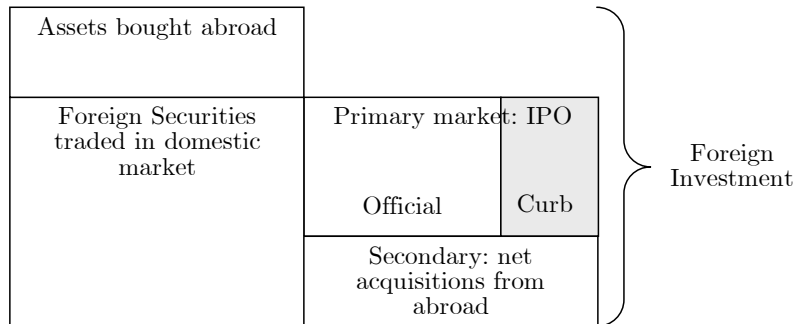 Assets bought abroad
Foreign Securities
traded in domestic
market
Primary market: IPO
Official
Curb
Secondary: net
acquisitions from
abroad
Foreign
Investment